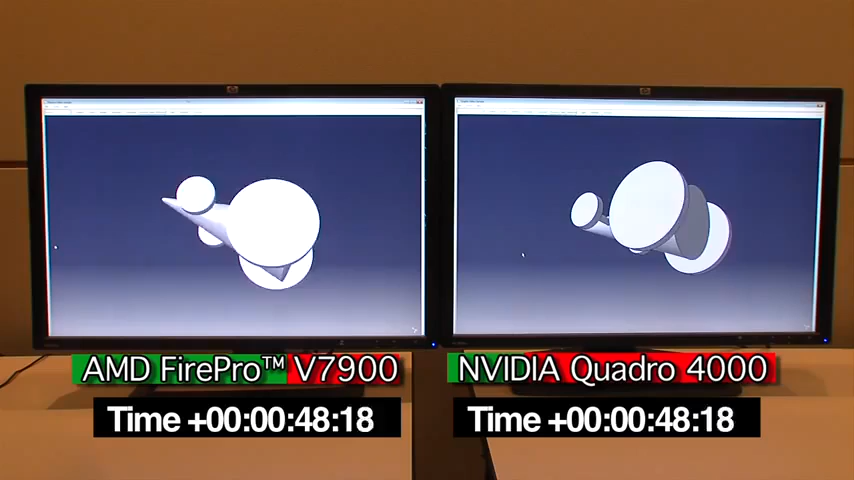 AMD FirePro™ V7900
NVIDIA Quadro 4000
Time +00:00:48:18
Time +00:00:48:18